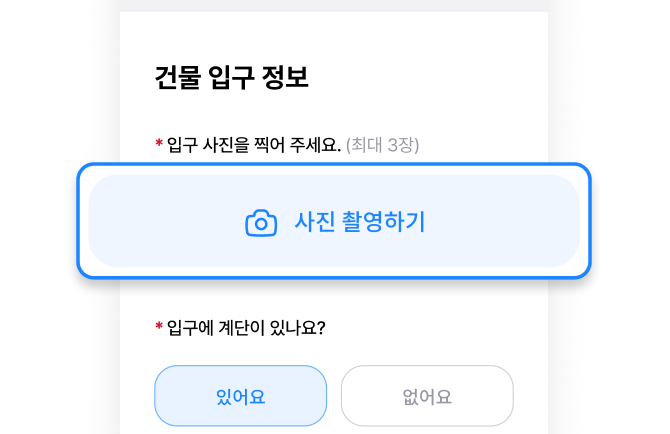 건물 입구 정보
* 입구 사진을 찍어 주세요. (최대 3장)
사진 촬영하기
* 입구에 계단이 있나요?
있어요
없어요